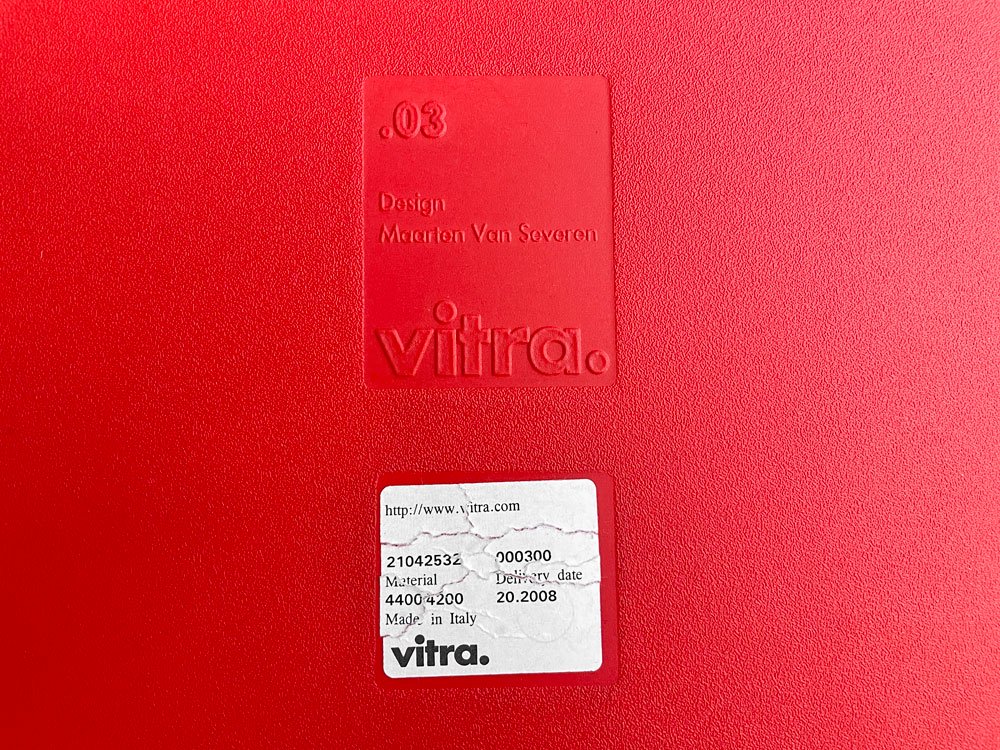 .03
Design
Maarten Van Severen
vitra.
http://www.vitra.com
21042532 000300
Material Delivery date
44004200 20.2008
Made in Italy
vitra.